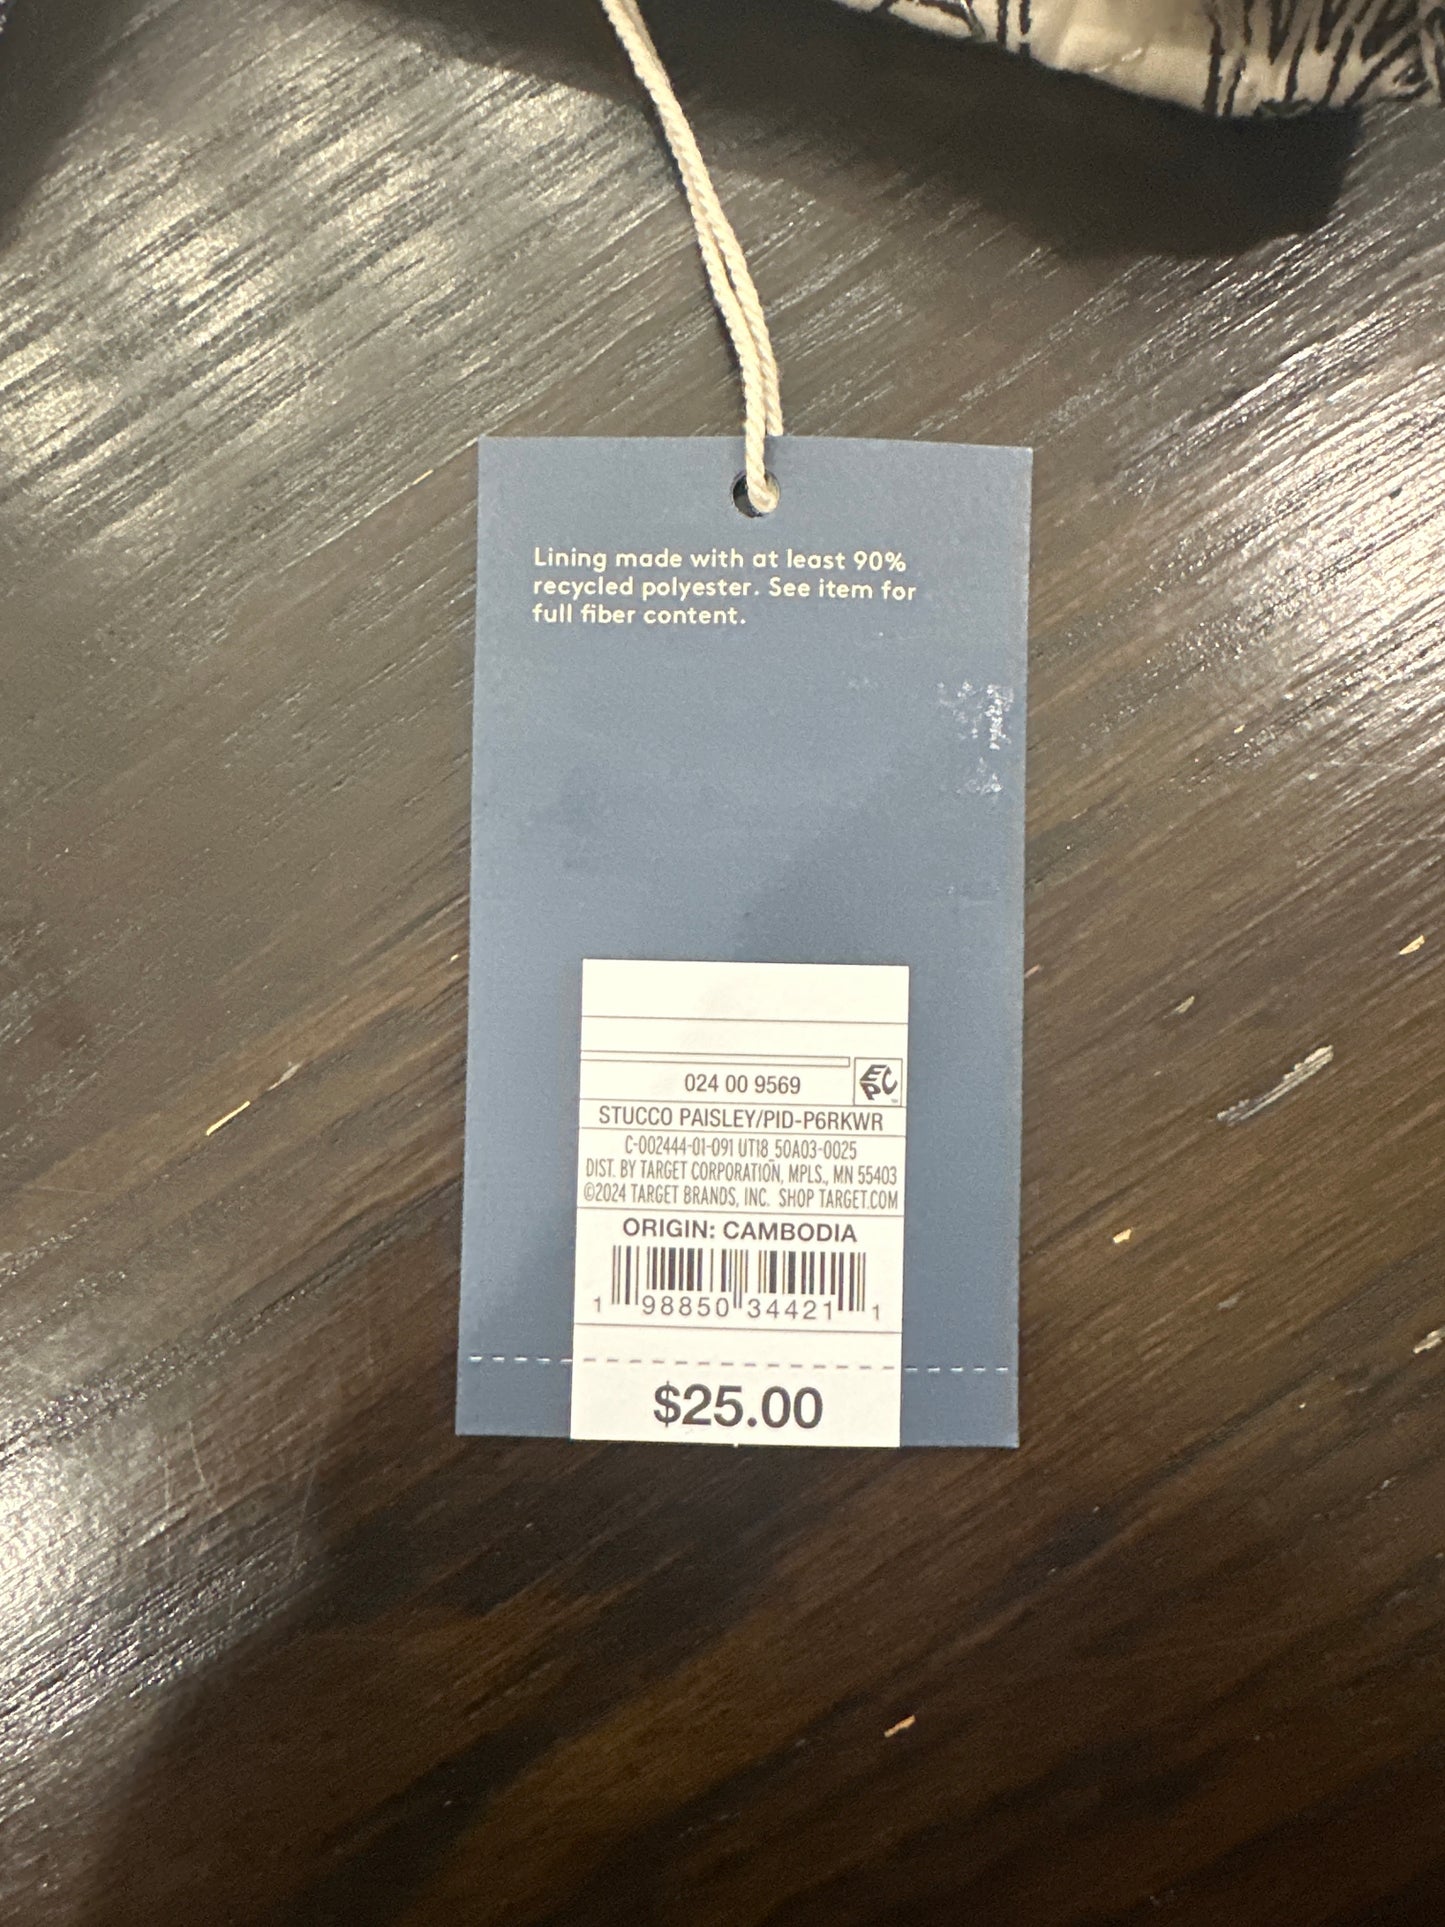 Lining made with at least 90%
recycled polyester. See item for
full fiber content.
024 00 9569
EPC
STUCCO PAISLEY/PID-P6RKWR
C-002444-01-091 UT18_50A03-0025
DIST. BY TARGET CORPORATION, MPLS., MN 55403
©2024 TARGET BRANDS, INC. SHOP TARGET.COM
ORIGIN: CAMBODIA
1 98850 34421 1
$25.00